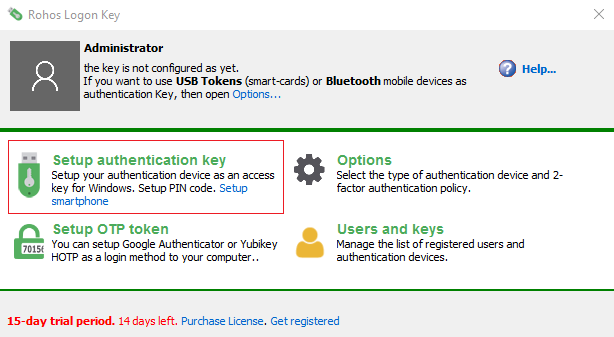 Rohos Logon Key
Administrator
the key is not configured as yet.
If you want to use USB Tokens (smart-cards) or Bluetooth mobile devices as
authentication Key, then open Options...
Help...
Setup authentication key
Setup your authentication device as an access
key for Windows. Setup PIN code. Setup
smartphone
Options
Select the type of authentication device and 2-
factor authentication policy.
Setup OTP token
You can setup Google Authenticator or Yubikey
HOTP as a login method to your computer..
70156
Users and keys
Manage the list of registered users and
authentication devices.
15-day trial period. 14 days left. Purchase License. Get registered